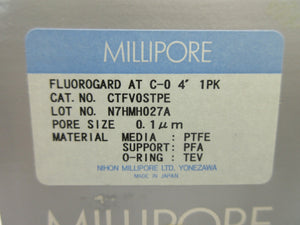 MILLIPORE
FLUOROGARD AT C-0 4" 1PK
CAT. NO. CTFV0STPE
LOT NO. N7HMH027A
PORE SIZE 0.1μm
MATERIAL MEDIA : PTFE
SUPPORT: PFA
O-RING : TEV
NIHON MILLIPORE LTD. YONEZAWA
MADE IN JAPAN
MILLIPORE